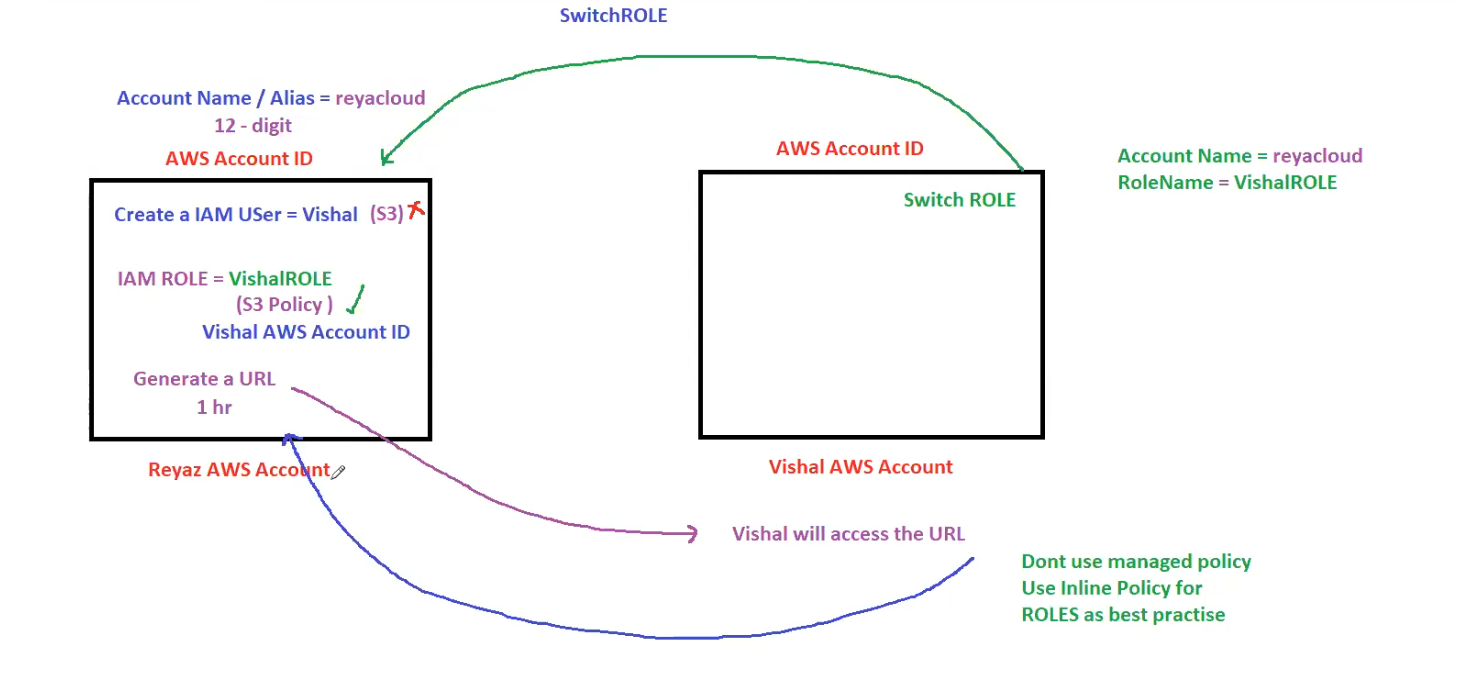 SwitchROLE
Account Name / Alias = reyacloud
12 - digit
AWS Account ID
Create a IAM USer = Vishal (S3)
IAM ROLE = VishalROLE
(S3 Policy )
Vishal AWS Account ID
Generate a URL
1 hr
Reyaz AWS Account
AWS Account ID
Switch ROLE
Vishal AWS Account
Account Name = reyacloud
RoleName = VishalROLE
Vishal will access the URL
Dont use managed policy
Use Inline Policy for
ROLES as best practise